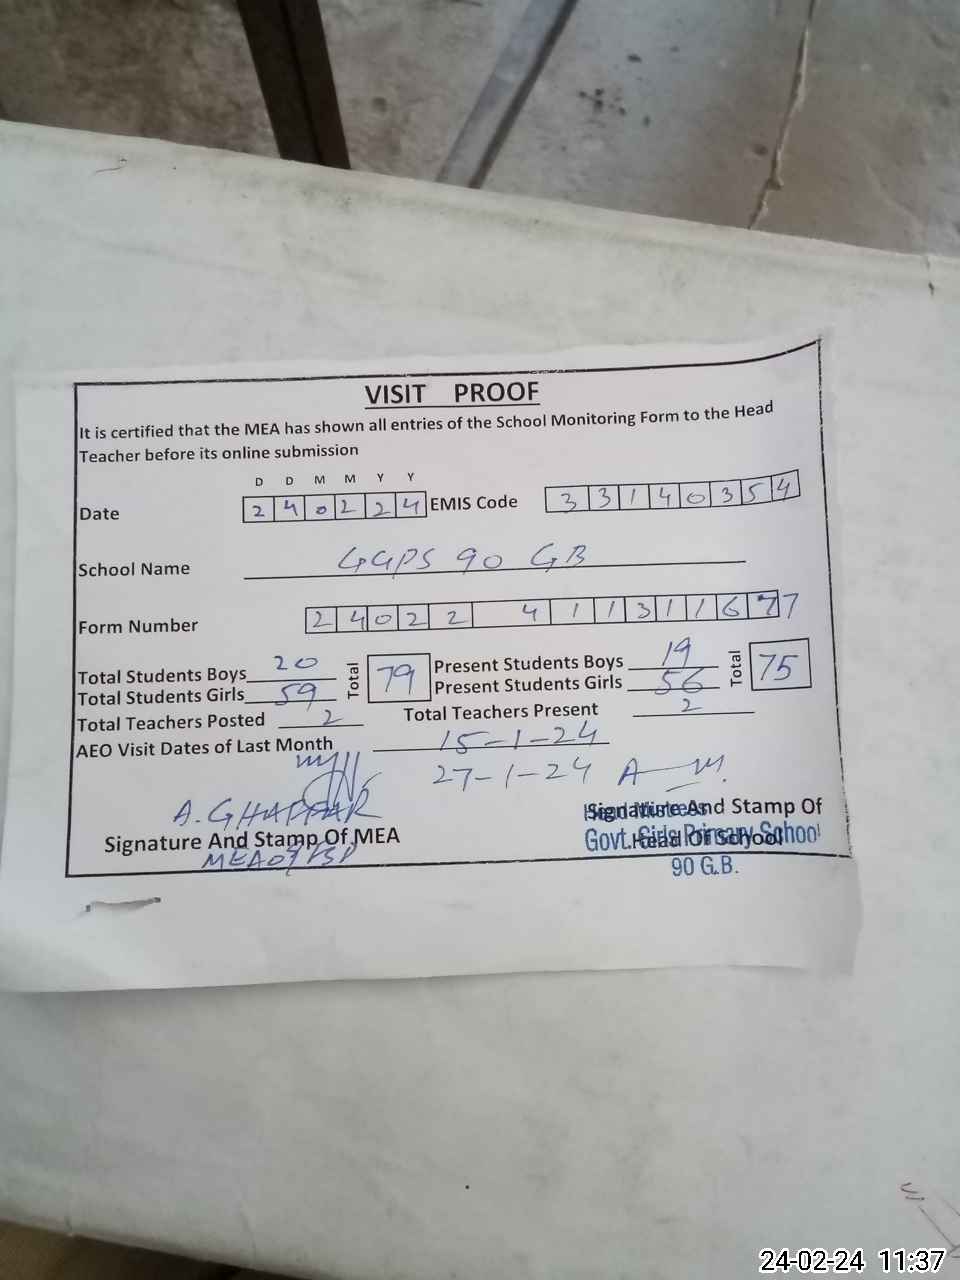 VISIT PROOF
It is certified that the MEA has shown all entries of the School Monitoring Form to the Head
Teacher before its online submission
D D M M Y Y
Date 2 4 0 2 2 4 EMIS Code 3 3 1 4 0 3 5 4
School Name GGPS 90 GB
Form Number 2 4 0 2 2 4 1 1 3 1 1 6 7 7
Total Students Boys 20 Total 79 Present Students Boys 19 Total 75
Total Students Girls 59 Present Students Girls 56
Total Teachers Posted 2 Total Teachers Present 2
AEO Visit Dates of Last Month 15-1-24
27-1-24
A. GHAFFAR
Signature And Stamp Of MEA
Signature And Stamp Of
Head Of School
Head Mistress
Govt. Girls Primary School
90 G.B.
24-02-24 11:37